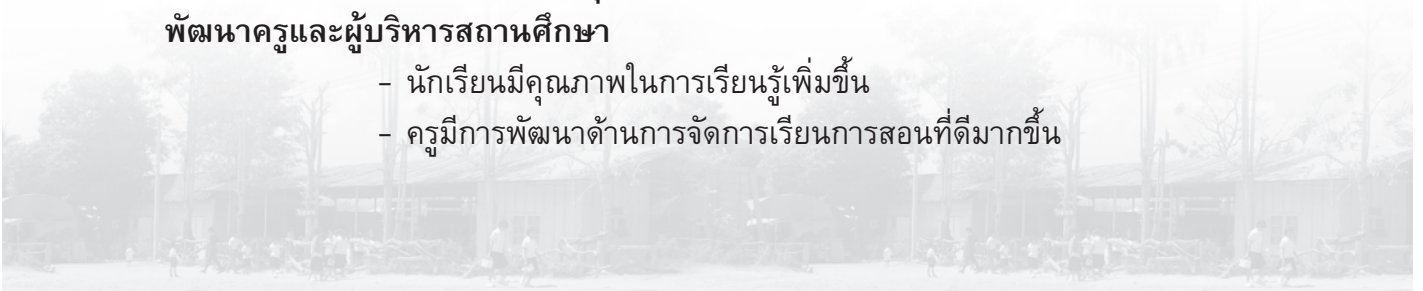 พัฒนาครูและผู้บริหารสถานศึกษา
- นักเรียนมีคุณภาพในการเรียนรู้เพิ่มขึ้น
- ครูมีการพัฒนาด้านการจัดการเรียนการสอนที่ดีมากขึ้น